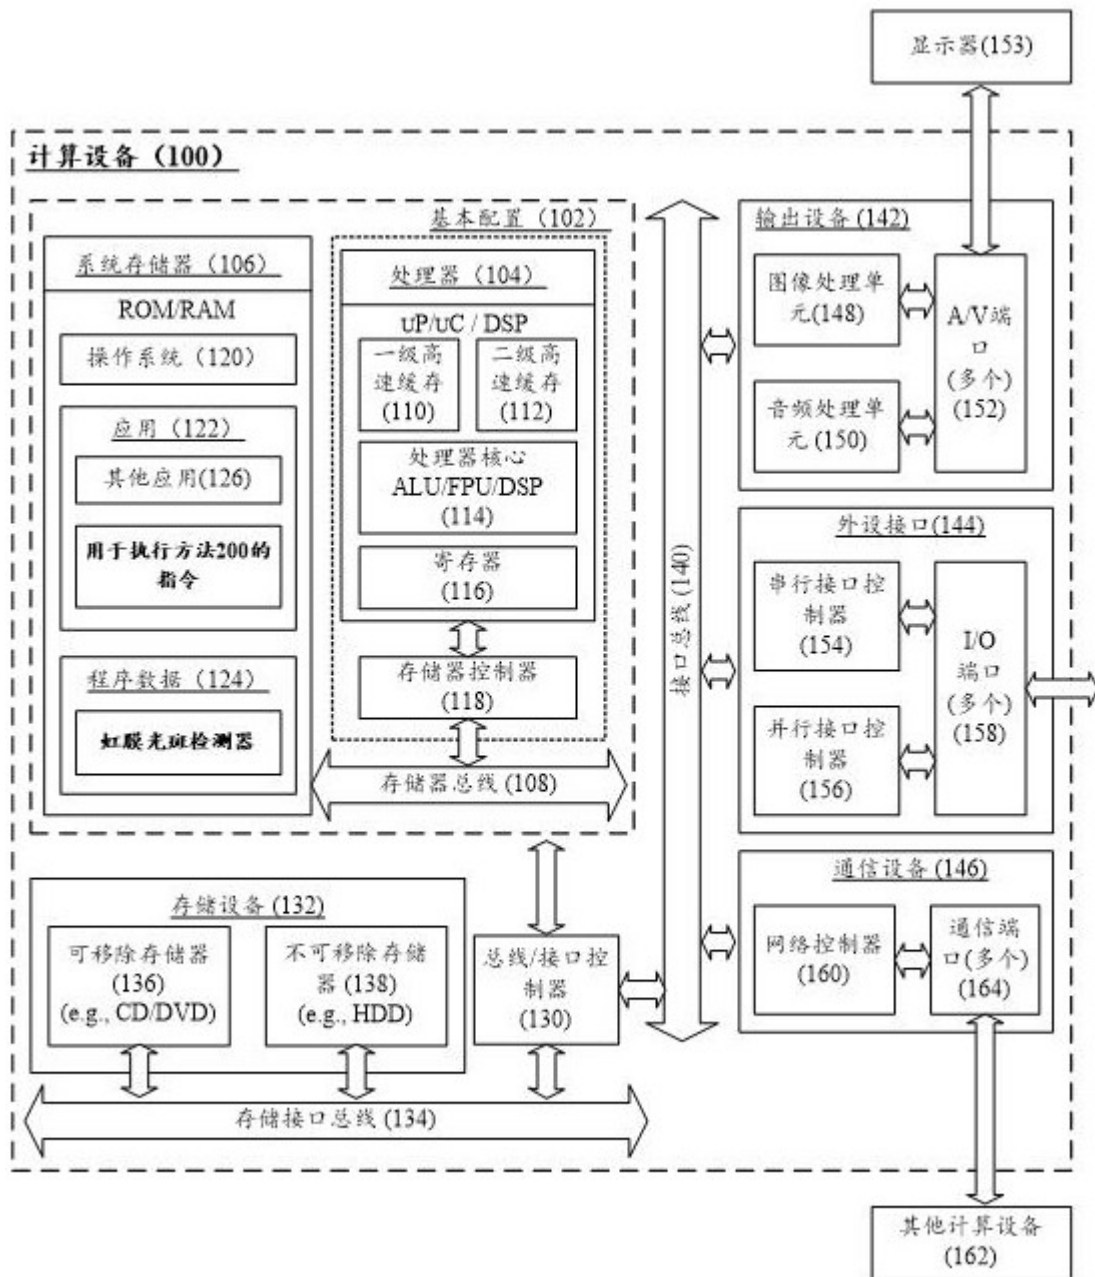 显示器(153)
计算设备（100）
基本配置（102）
系统存储器（106）
ROM/RAM
操作系统（120）
应用（122）
其他应用(126)
用于执行方法200的
指令
程序数据（124）
虹膜光斑检测器
处理器（104）
uP/uC / DSP
一级高
速缓存
(110)
二级高
速缓存
(112)
处理器核心
ALU/FPU/DSP
(114)
寄存器
(116)
存储器控制器
(118)
存储器总线 (108)
接口总线 (140)
输出设备 (142)
图像处理单
元(148)
音频处理单
元 (150)
A/V端
口
(多个)
(152)
外设接口(144)
串行接口控
制器
(154)
并行接口控
制器
(156)
I/O
端口
(多个)
(158)
通信设备 (146)
网络控制器
(160)
通信端
口(多个)
(164)
存储设备 (132)
可移除存储器
(136)
(e.g., CD/DVD)
不可移除存储
器 (138)
(e.g., HDD)
总线/接口控
制器
(130)
存储接口总线 (134)
其他计算设备
(162)